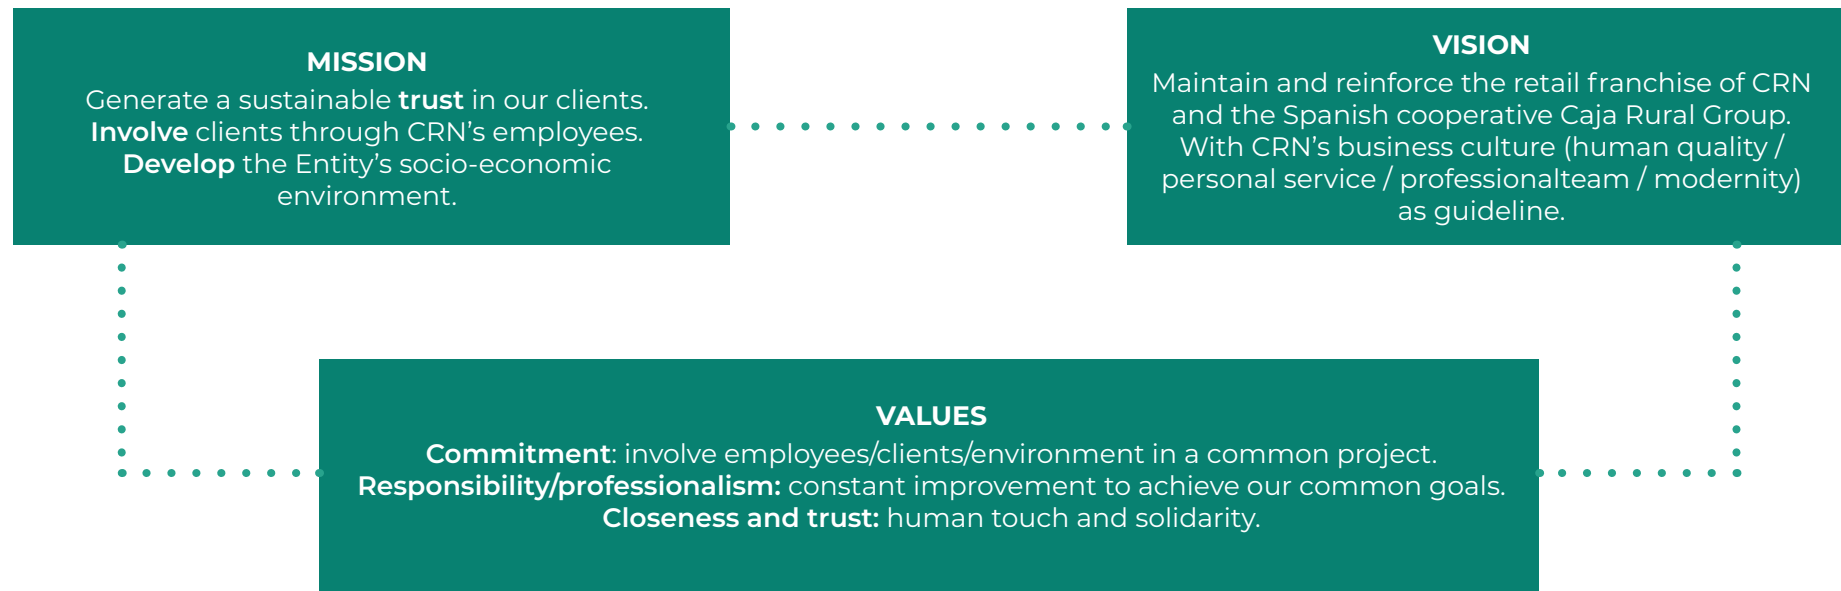 MISSION
Generate a sustainable trust in our clients.
Involve clients through CRN's employees.
Develop the Entity's socio-economic
environment.
VISION
Maintain and reinforce the retail franchise of CRN
and the Spanish cooperative Caja Rural Group.
With CRN's business culture (human quality /
personal service / professionalteam / modernity)
as guideline.
VALUES
Commitment: involve employees/clients/environment in a common project.
Responsibility/professionalism: constant improvement to achieve our common goals.
Closeness and trust: human touch and solidarity.